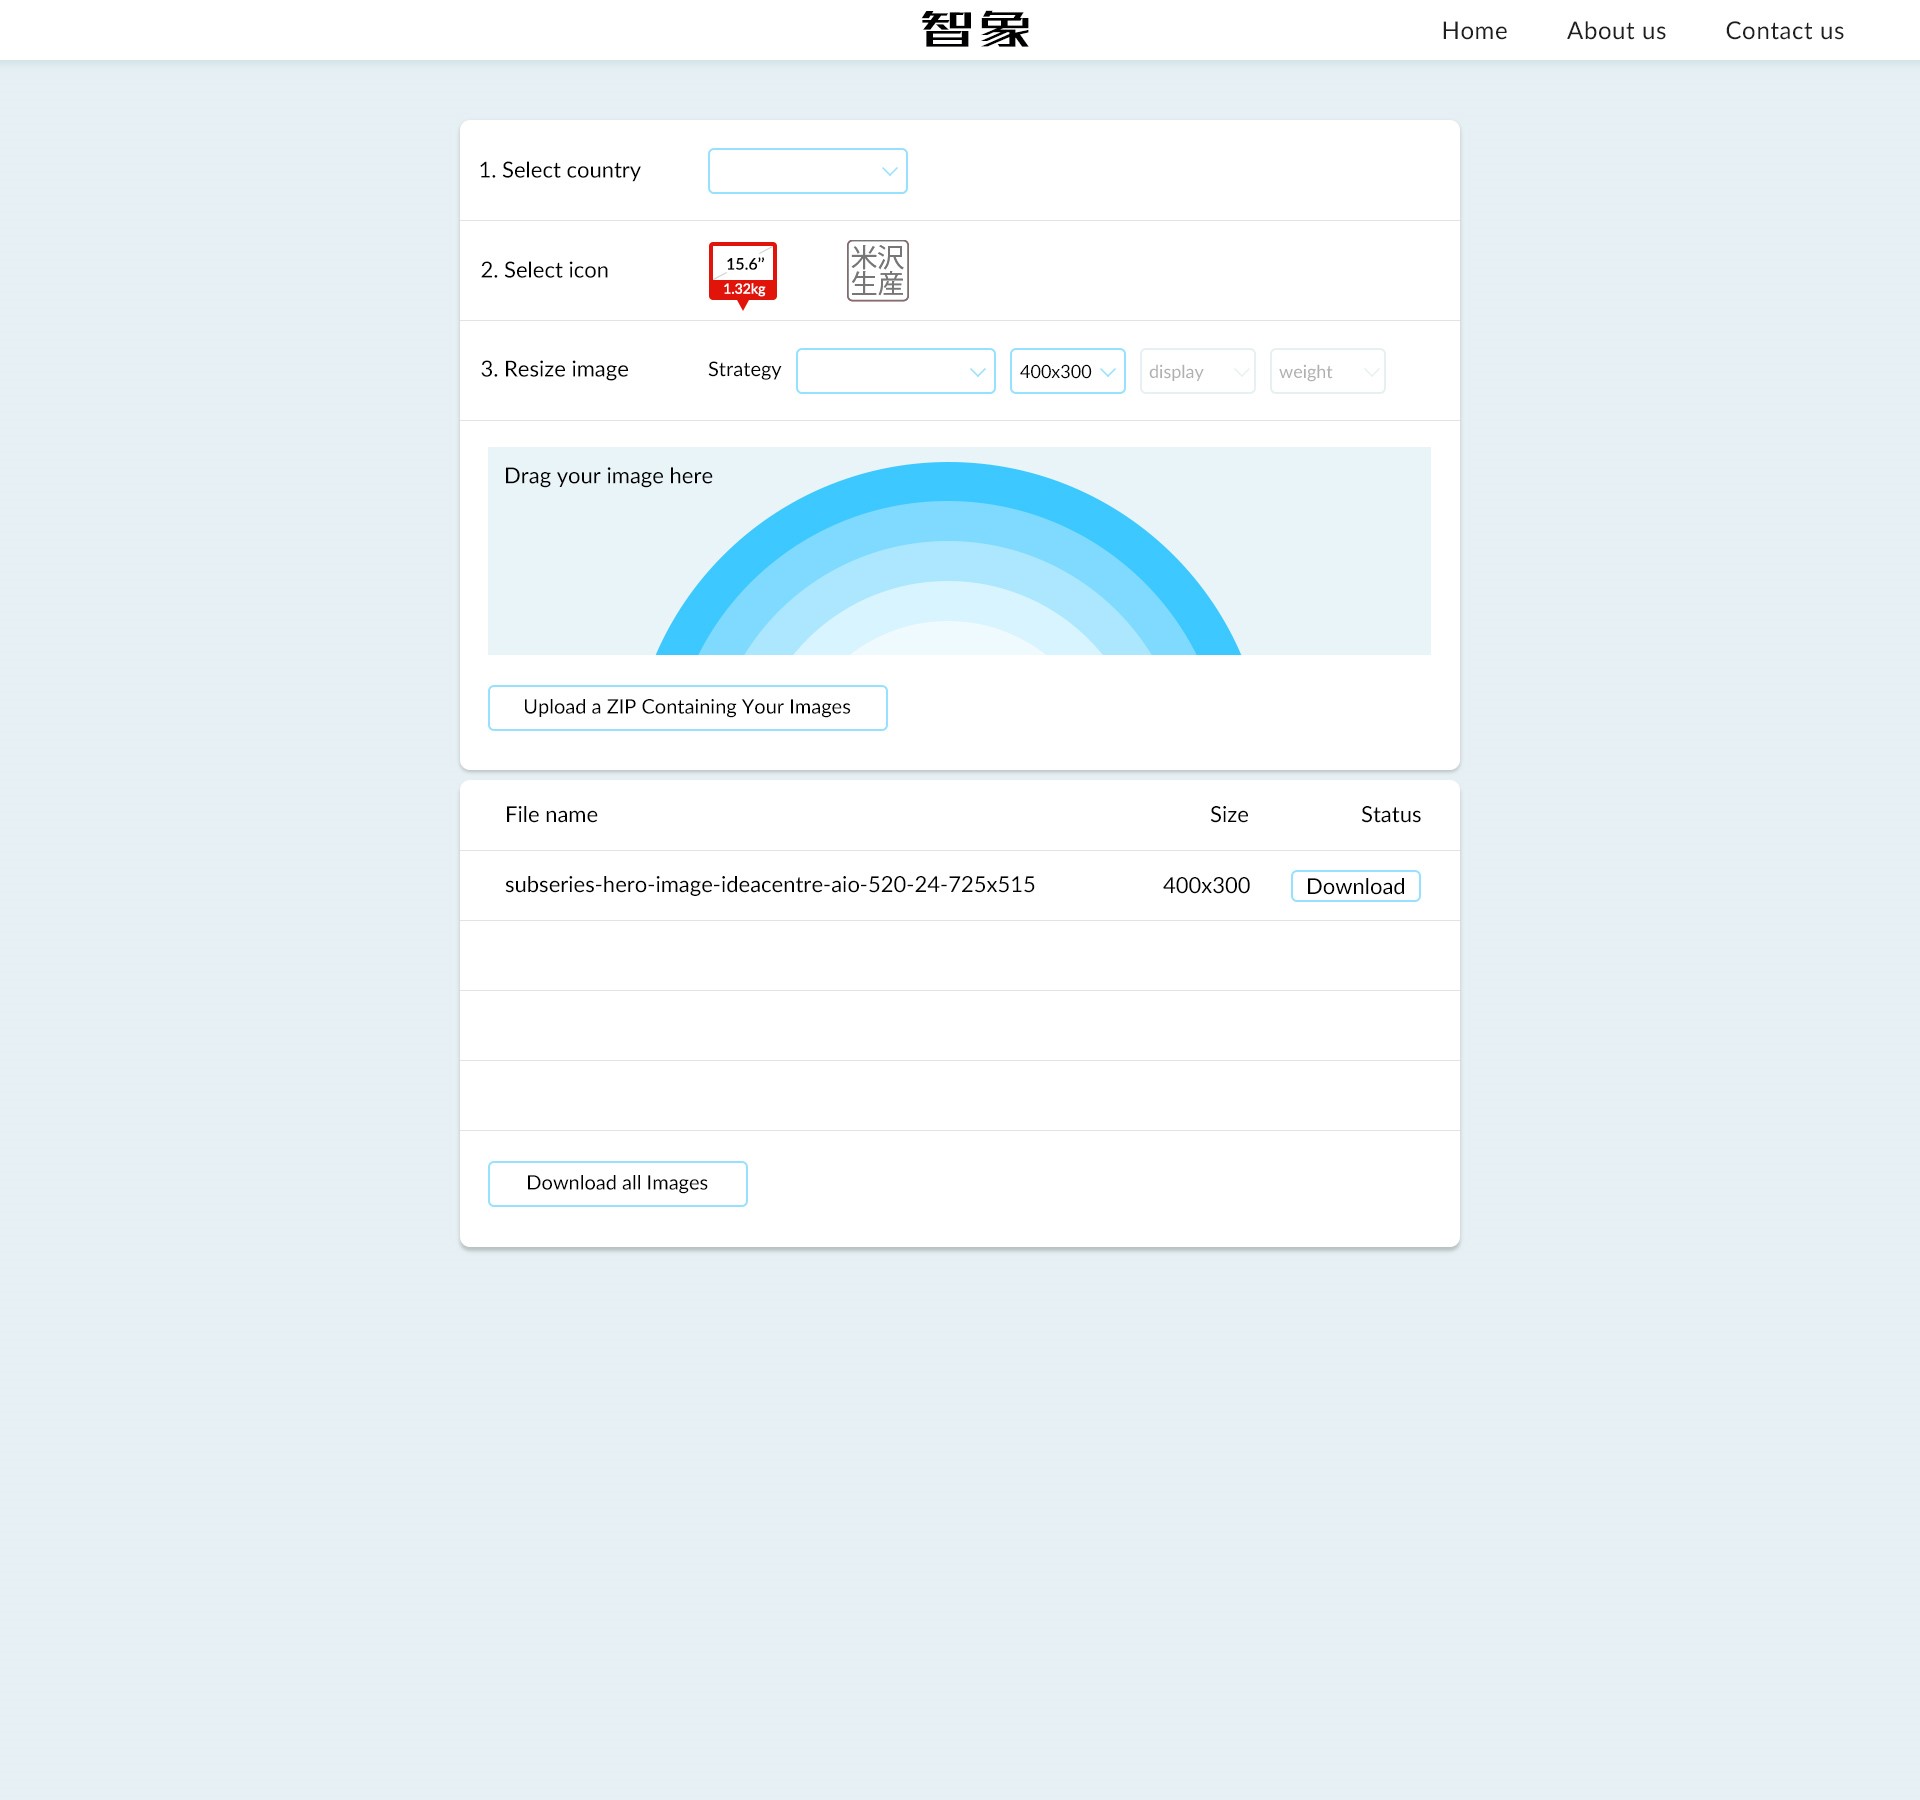 智象
Home
About us
Contact us
1. Select country
2. Select icon
15.6”
1.32kg
米沢
生産
3. Resize image
Strategy
400x300
display
weight
Drag your image here
Upload a ZIP Containing Your Images
File name
Size
Status
subseries-hero-image-ideacentre-aio-520-24-725x515
400x300
Download
Download all Images